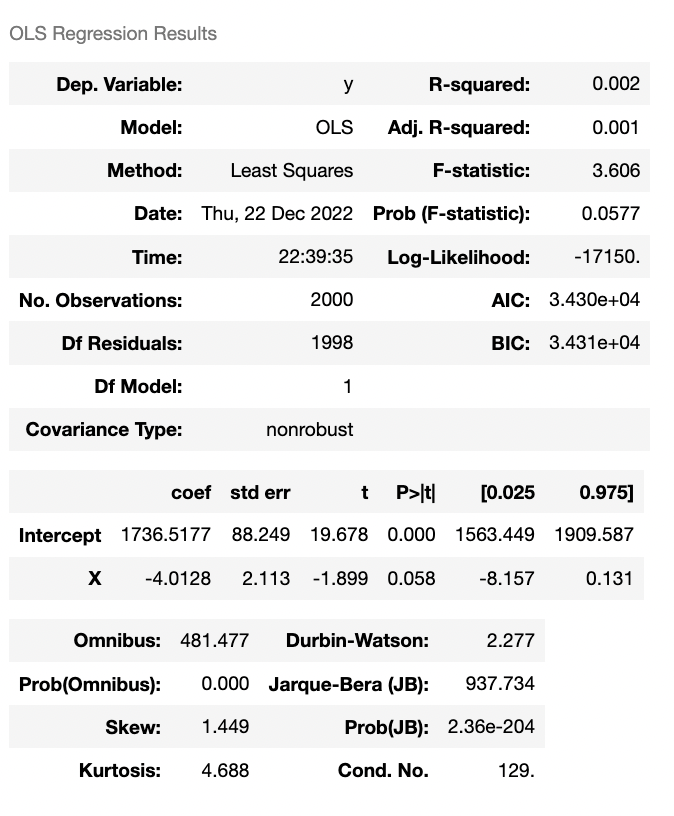 OLS Regression Results
Dep. Variable: y R-squared: 0.002
Model: OLS Adj. R-squared: 0.001
Method: Least Squares F-statistic: 3.606
Date: Thu, 22 Dec 2022 Prob (F-statistic): 0.0577
Time: 22:39:35 Log-Likelihood: -17150.
No. Observations: 2000 AIC: 3.430e+04
Df Residuals: 1998 BIC: 3.431e+04
Df Model: 1
Covariance Type: nonrobust
coef std err t P>|t| [0.025 0.975]
Intercept 1736.5177 88.249 19.678 0.000 1563.449 1909.587
X -4.0128 2.113 -1.899 0.058 -8.157 0.131
Omnibus: 481.477 Durbin-Watson: 2.277
Prob(Omnibus): 0.000 Jarque-Bera (JB): 937.734
Skew: 1.449 Prob(JB): 2.36e-204
Kurtosis: 4.688 Cond. No. 129.